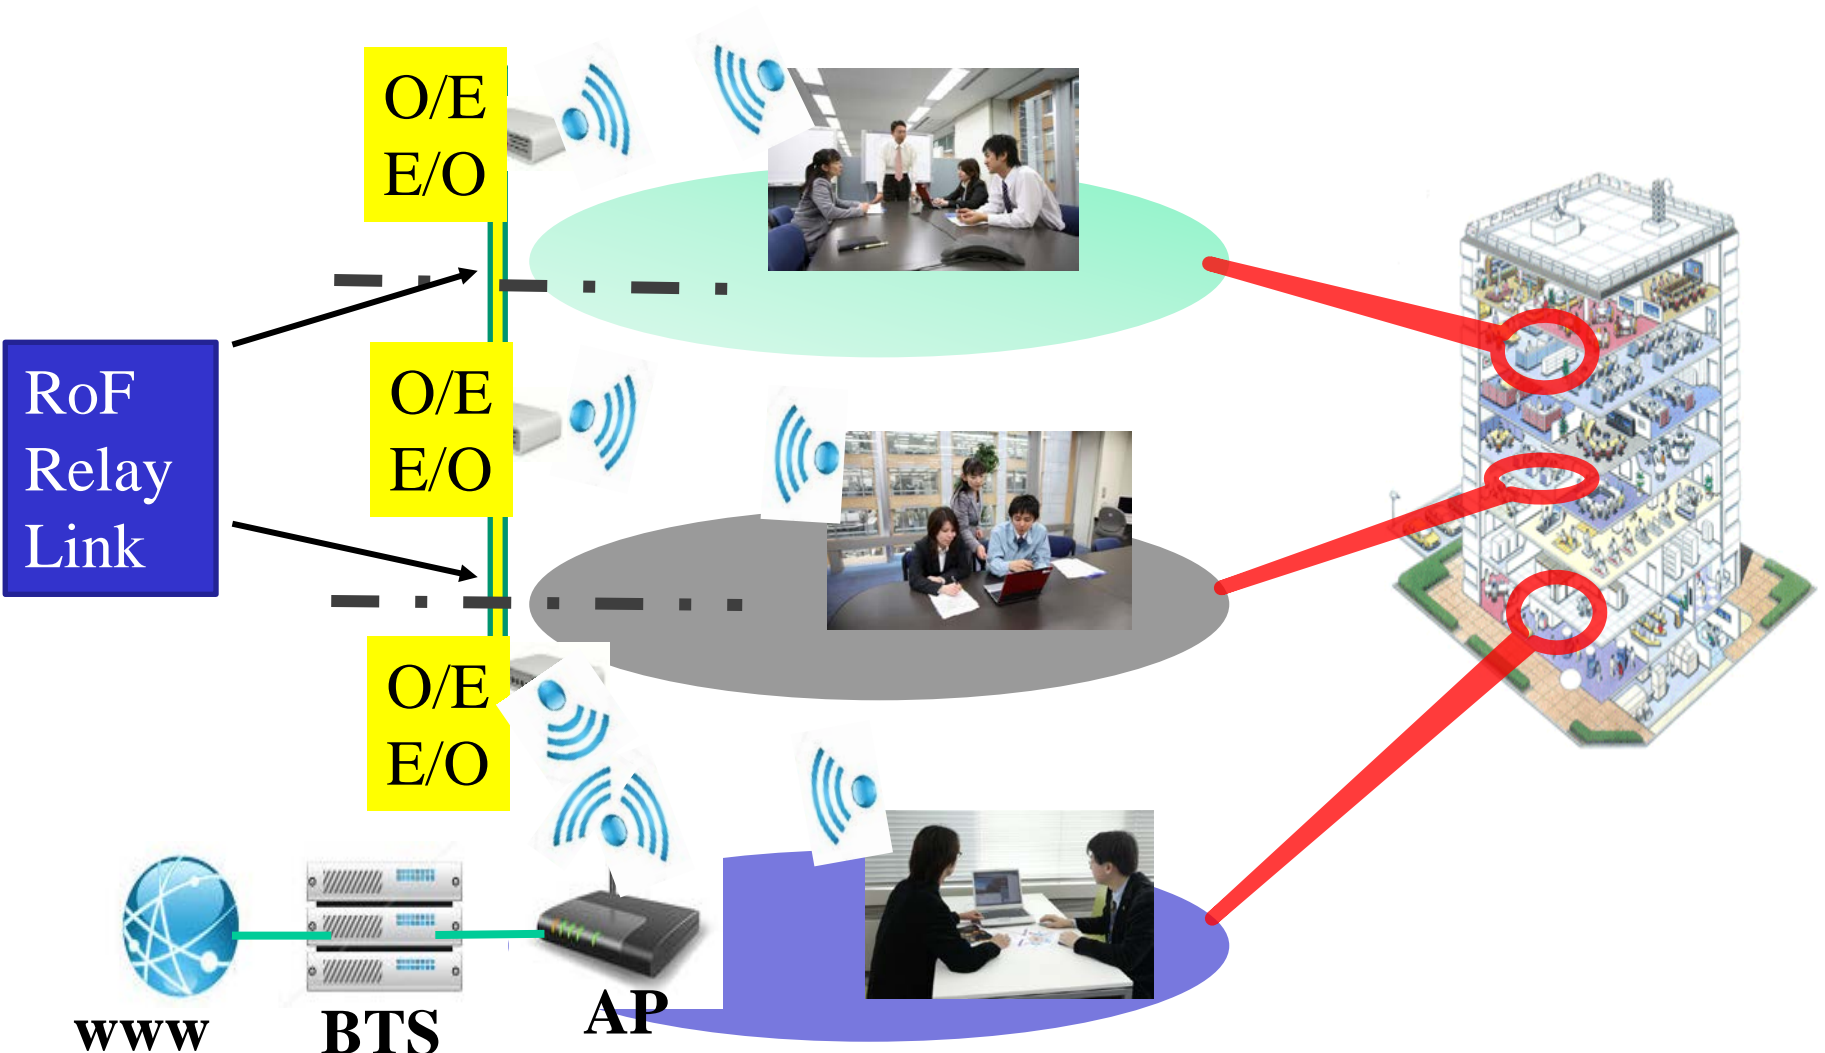 O/E
E/O
RoF
Relay
Link
O/E
E/O
O/E
E/O
www
BTS
AP